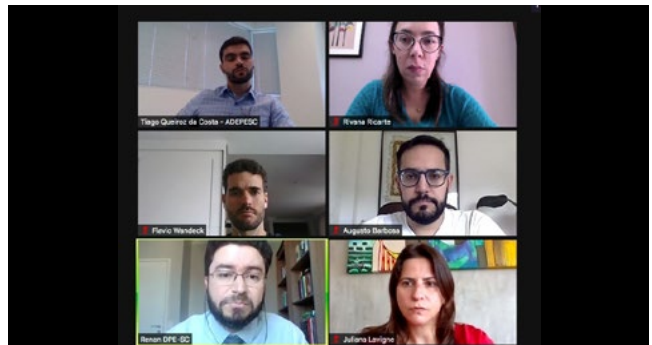 Tiago Queiroz da Costa - ADEPESC
Rivana Ricarte
Flavio Wandeck
Augusto Barbosa
Renan DPE-SC
Juliana Lavigne